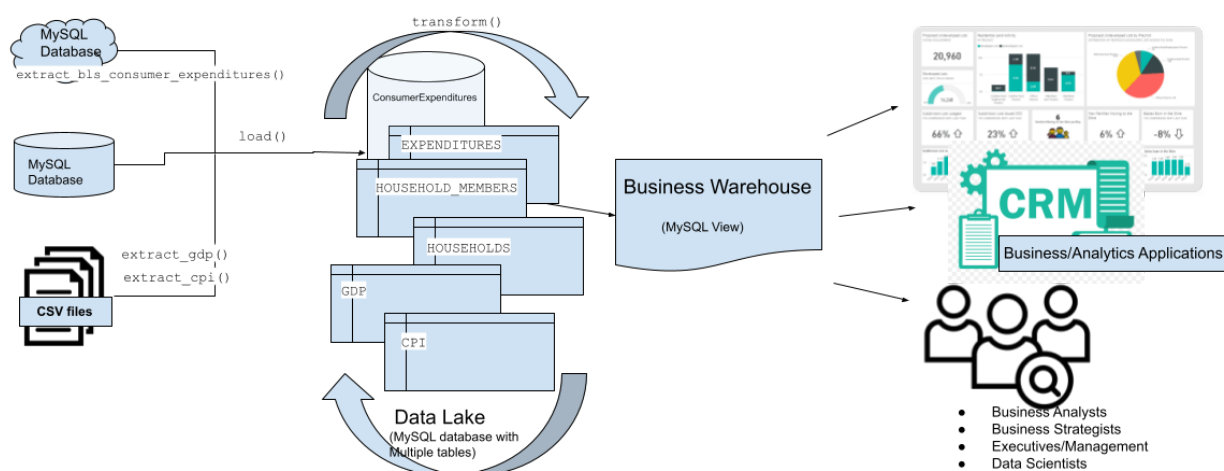 MySQL
Database
extract_bls_consumer_expenditures()
MySQL
Database
load()
extract_gdp()
extract_cpi()
CSV files
transform()
ConsumerExpenditures
EXPENDITURES
HOUSEHOLD_MEMBERS
HOUSEHOLDS
GDP
CPI
Data Lake
(MySQL database with
Multiple tables)
Business Warehouse
(MySQL View)
20,960
66%
23%
6
6%
-8%
CRM
Business/Analytics Applications
● Business Analysts
● Business Strategists
● Executives/Management
● Data Scientists